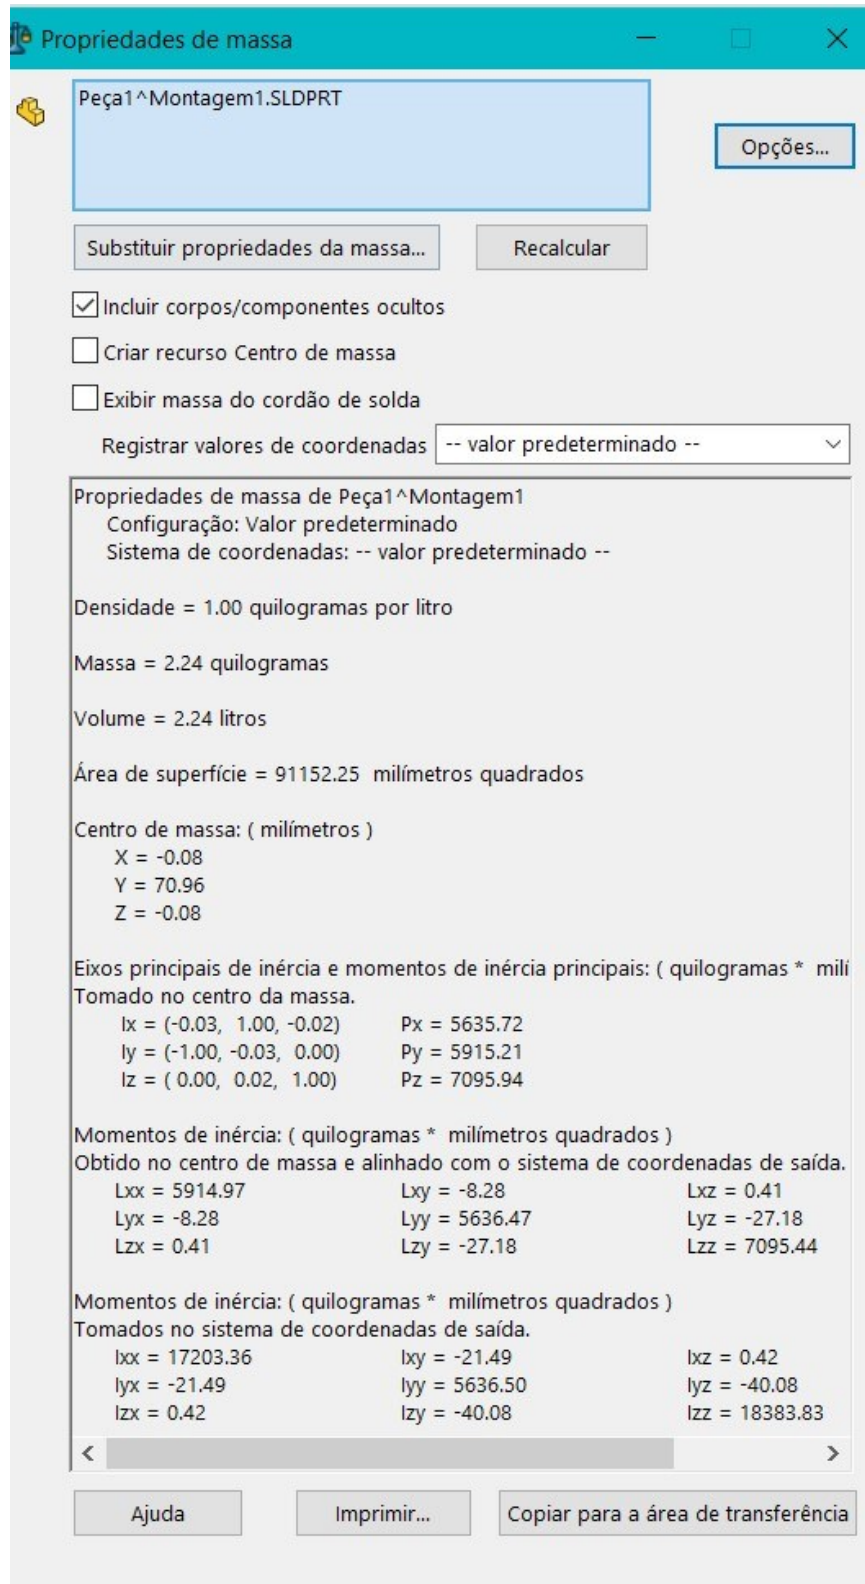 Propriedades de massa
Peça1^Montagem1.SLDPRT
Opções...
Substituir propriedades da massa...
Recalcular
Incluir corpos/componentes ocultos
Criar recurso Centro de massa
Exibir massa do cordão de solda
Registrar valores de coordenadas -- valor predeterminado --
Propriedades de massa de Peça1^Montagem1
Configuração: Valor predeterminado
Sistema de coordenadas: -- valor predeterminado --
Densidade = 1.00 quilogramas por litro
Massa = 2.24 quilogramas
Volume = 2.24 litros
Área de superfície = 91152.25 milímetros quadrados
Centro de massa: ( milímetros )
X = -0.08
Y = 70.96
Z = -0.08
Eixos principais de inércia e momentos de inércia principais: ( quilogramas * milí
Tomado no centro da massa.
Ix = (-0.03, 1.00, -0.02) Px = 5635.72
Iy = (-1.00, -0.03, 0.00) Py = 5915.21
Iz = ( 0.00, 0.02, 1.00) Pz = 7095.94
Momentos de inércia: ( quilogramas * milímetros quadrados )
Obtido no centro de massa e alinhado com o sistema de coordenadas de saída.
Lxx = 5914.97 Lxy = -8.28 Lxz = 0.41
Lyx = -8.28 Lyy = 5636.47 Lyz = -27.18
Lzx = 0.41 Lzy = -27.18 Lzz = 7095.44
Momentos de inércia: ( quilogramas * milímetros quadrados )
Tomados no sistema de coordenadas de saída.
Ixx = 17203.36 Ixy = -21.49 Ixz = 0.42
Iyx = -21.49 Iyy = 5636.50 Iyz = -40.08
Izx = 0.42 Izy = -40.08 Izz = 18383.83
Ajuda
Imprimir...
Copiar para a área de transferência